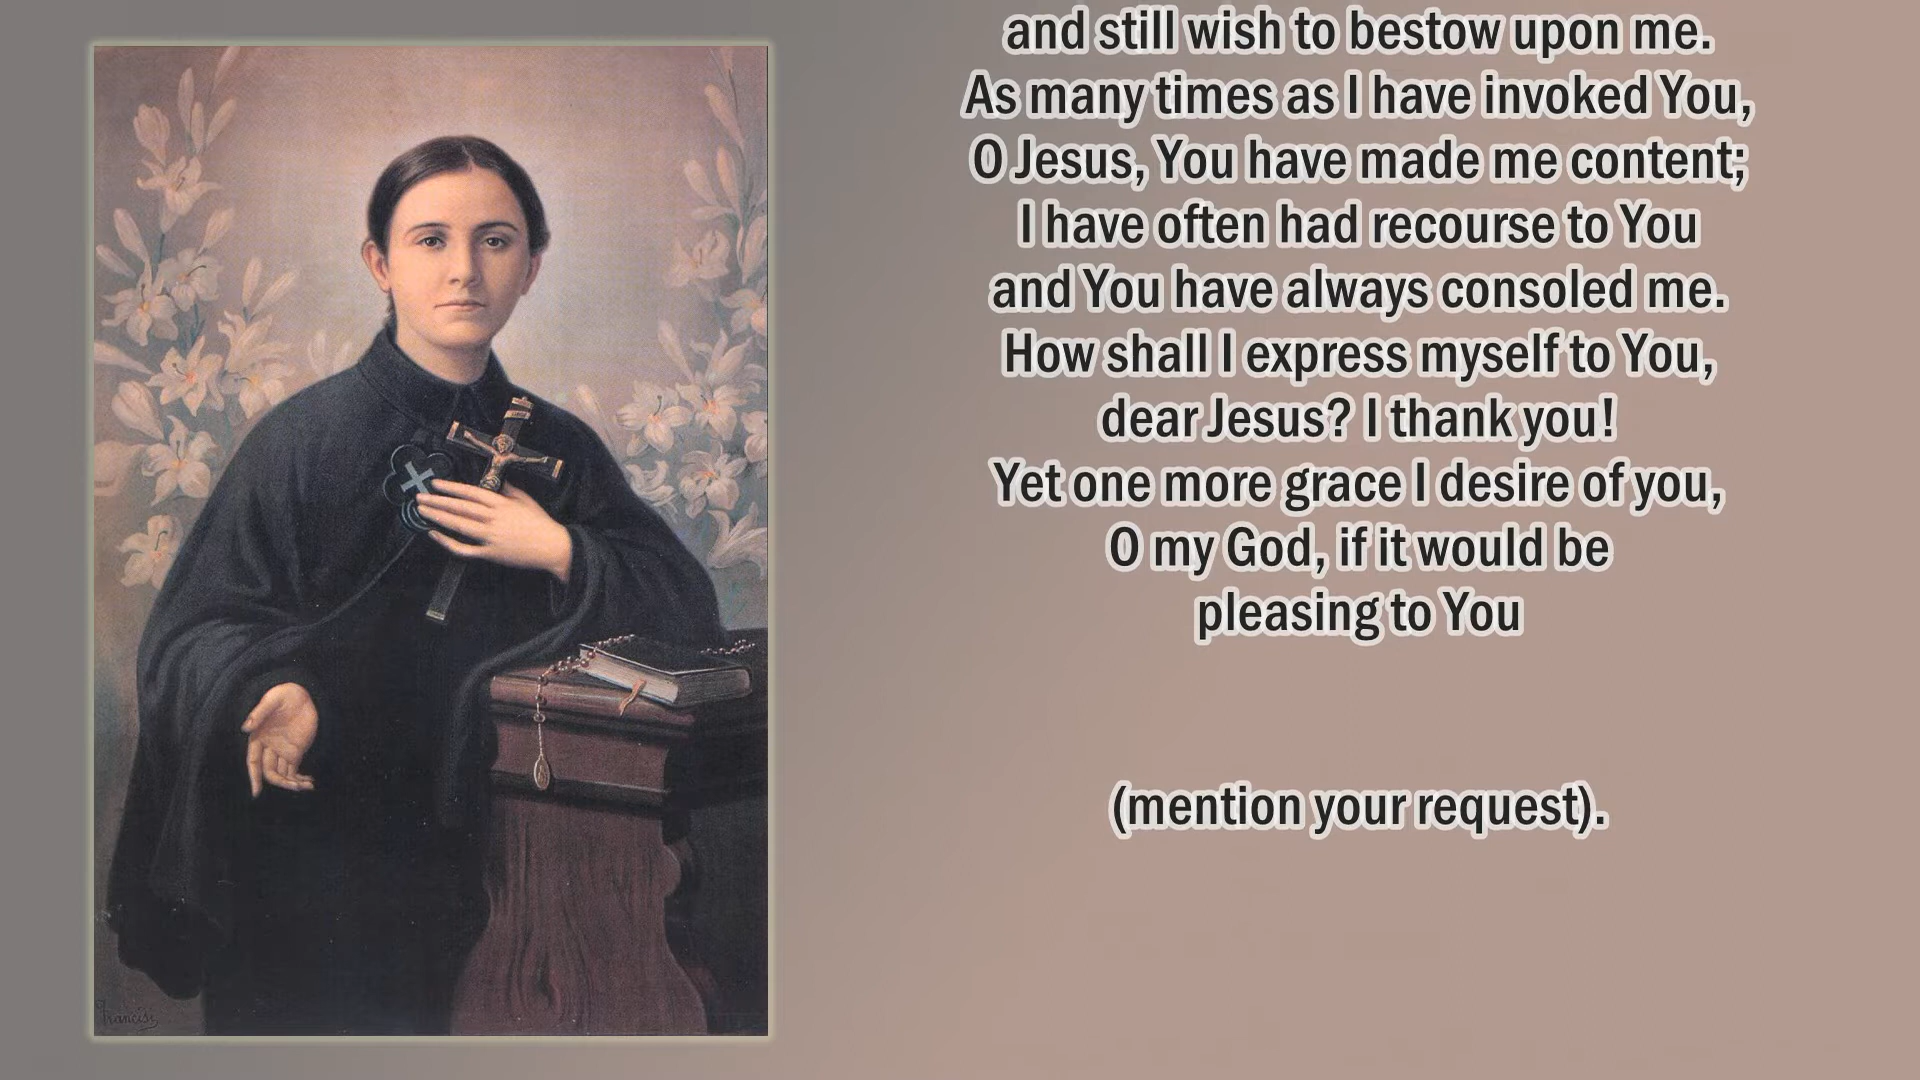 and still wish to bestow upon me.
As many times as I have invoked You,
O Jesus, You have made me content;
I have often had recourse to You
and You have always consoled me.
How shall I express myself to You,
dear Jesus? I thank you!
Yet one more grace I desire of you,
O my God, if it would be
pleasing to You
(mention your request).